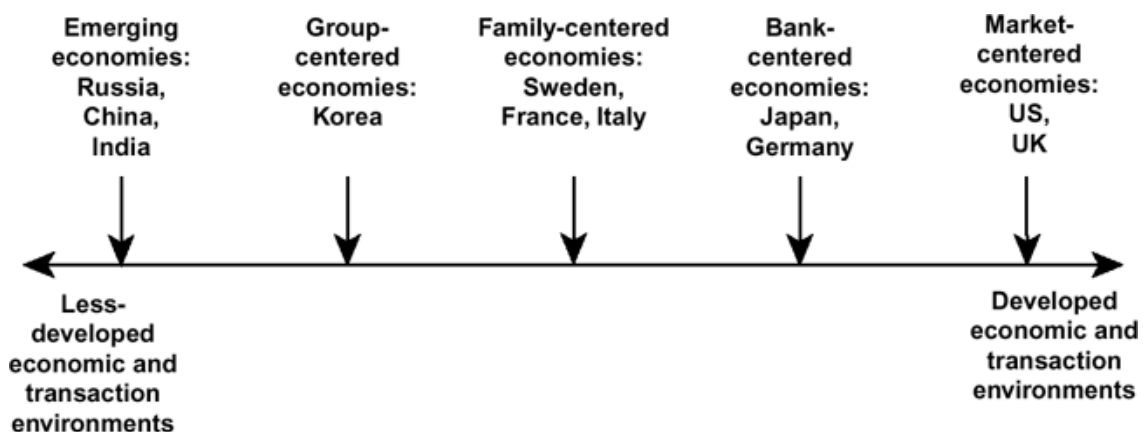 Emerging
economies:
Russia,
China,
India
Group-
centered
economies:
Korea
Family-centered
economies:
Sweden,
France, Italy
Bank-
centered
economies:
Japan,
Germany
Market-
centered
economies:
US,
UK
Less-
developed
economic and
transaction
environments
Developed
economic and
transaction
environments